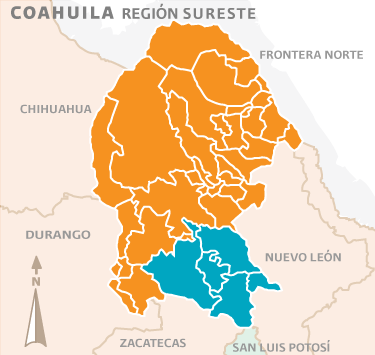 COAHUILA REGIÓN SURESTE
FRONTERA NORTE
CHIHUAHUA
DURANGO
NUEVO LEÓN
N
ZACATECAS
SAN LUIS POTOSÍ